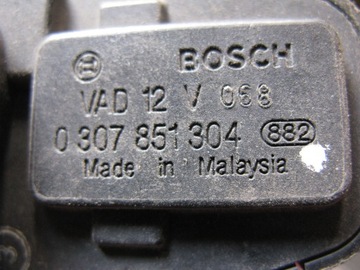 BOSCH
VAD 12 V 068
0 307 851 304 882
Made in Malaysia